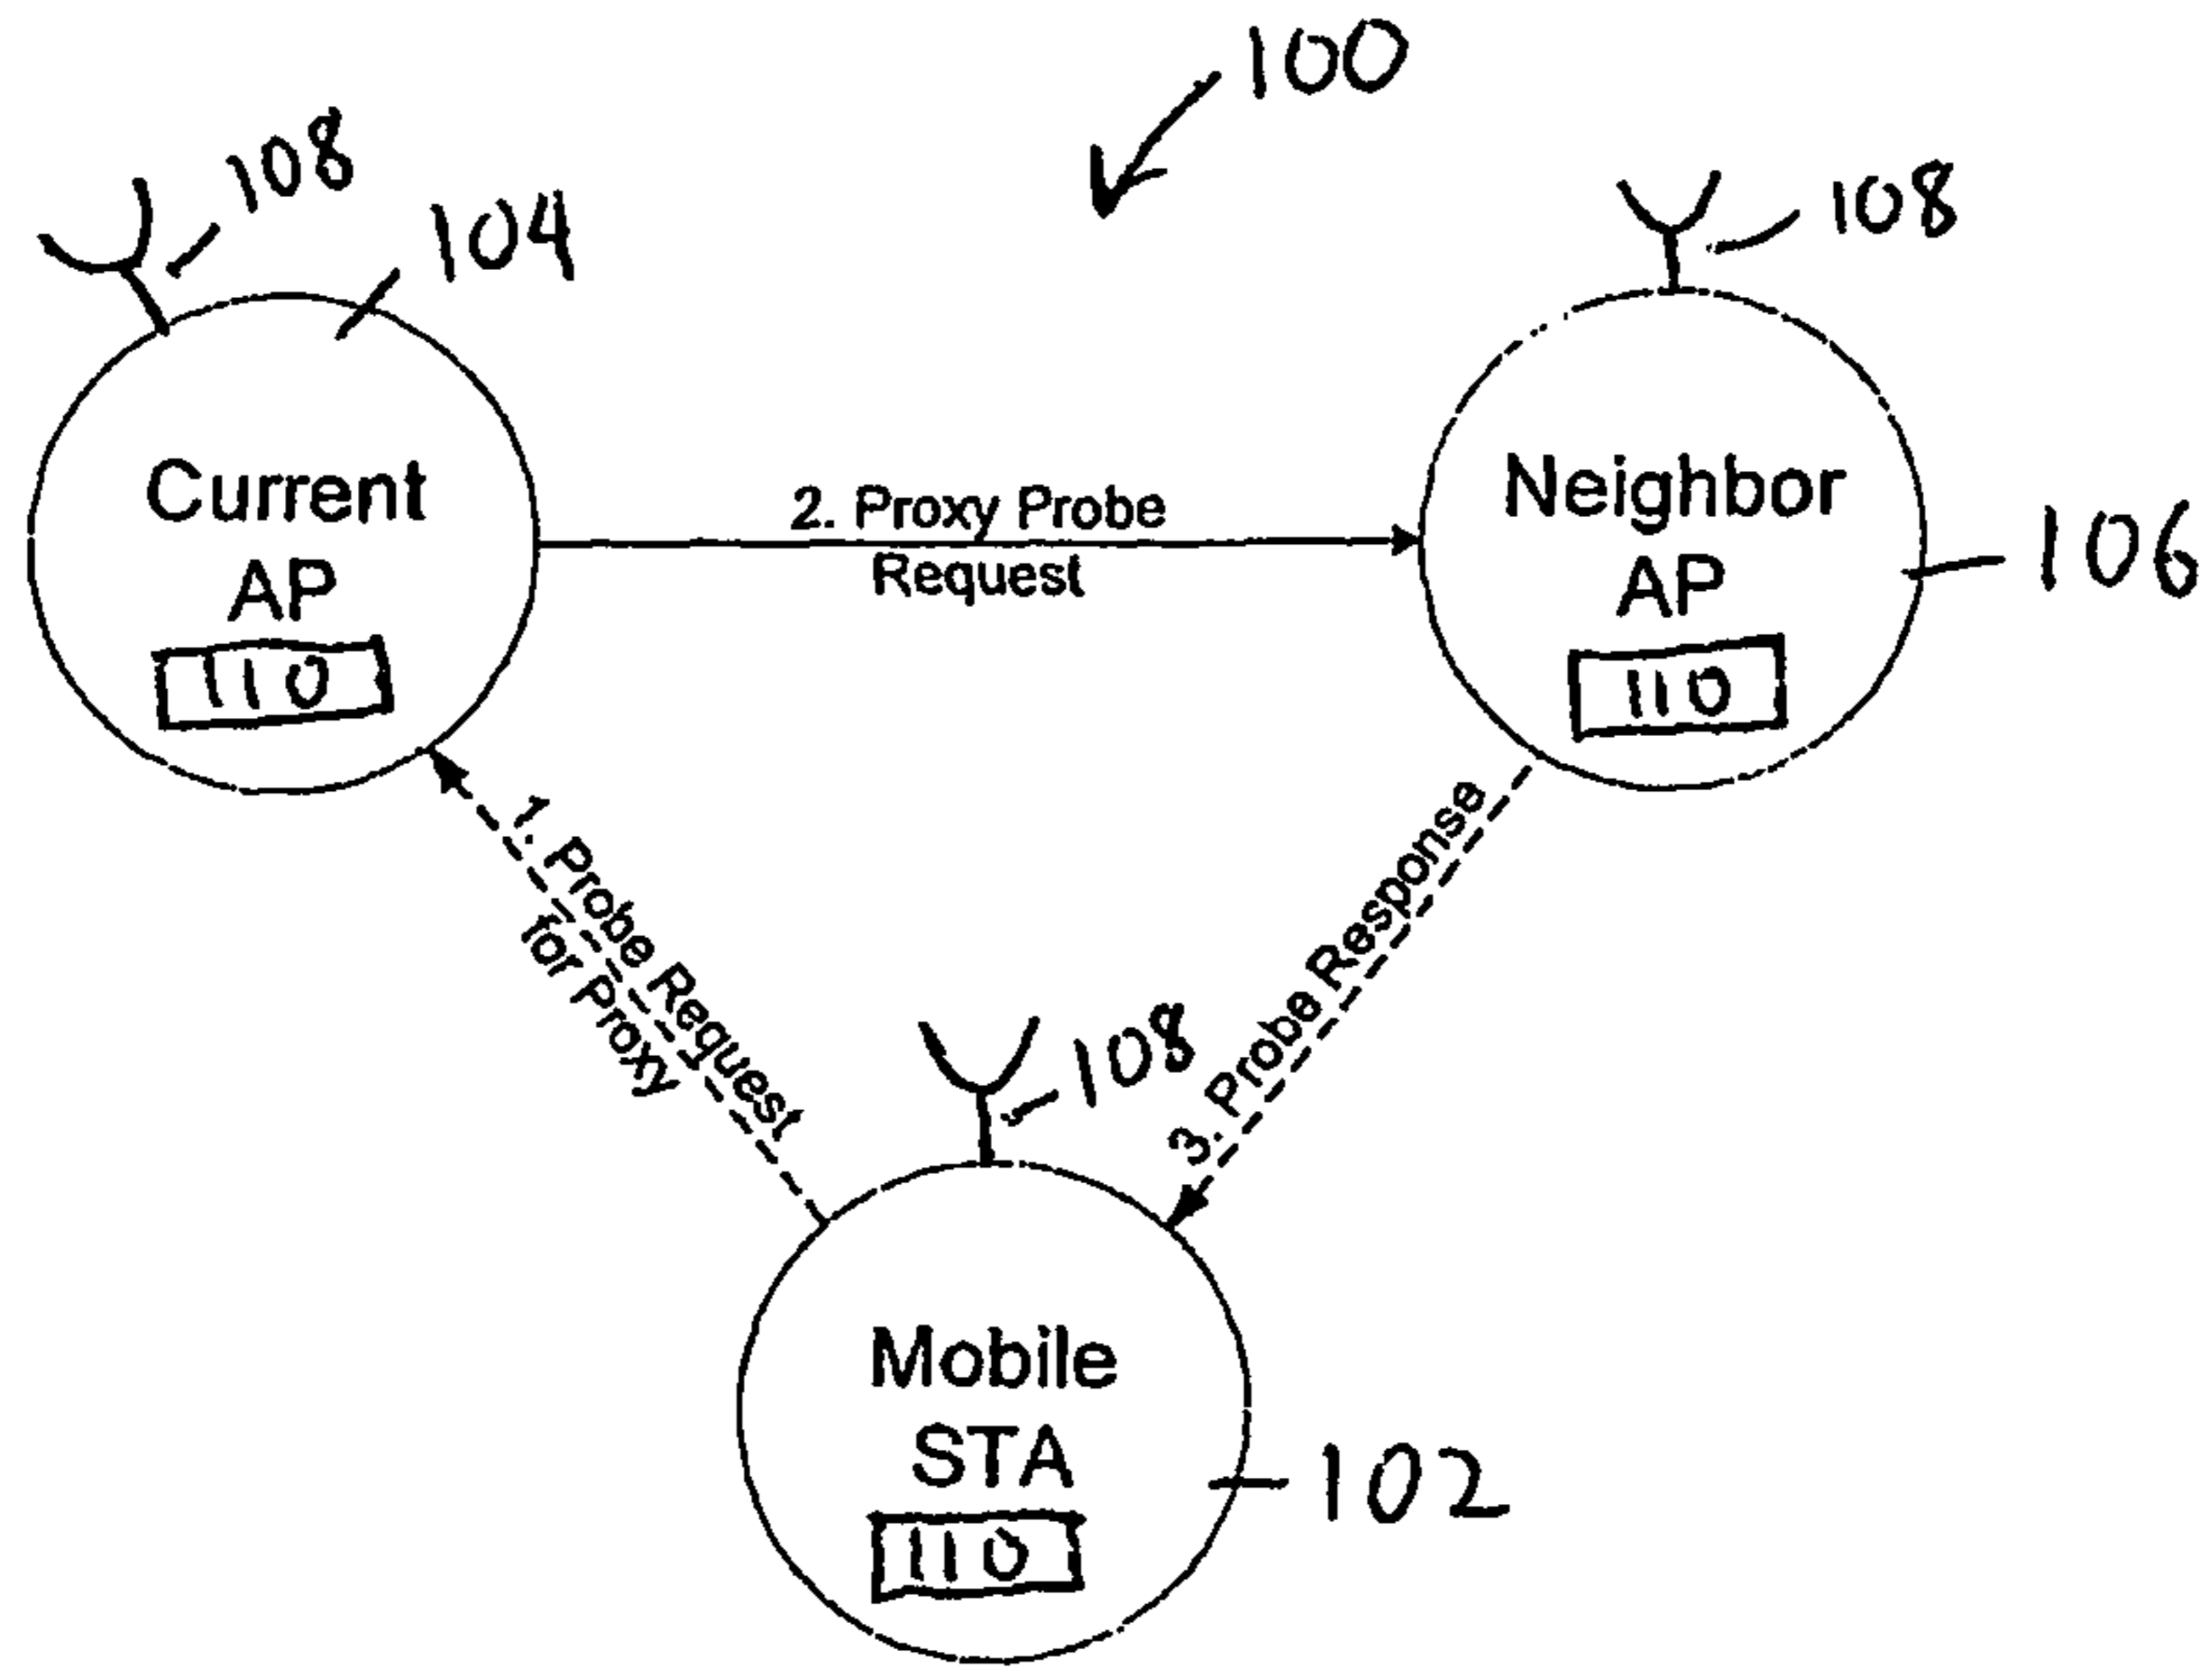 100
108
104
108
Current
AP
110
2. Proxy Probe
Request
Neighbor
AP
110
106
1. Probe Request
for Proxy
3. Probe Response
108
Mobile
STA
110
102